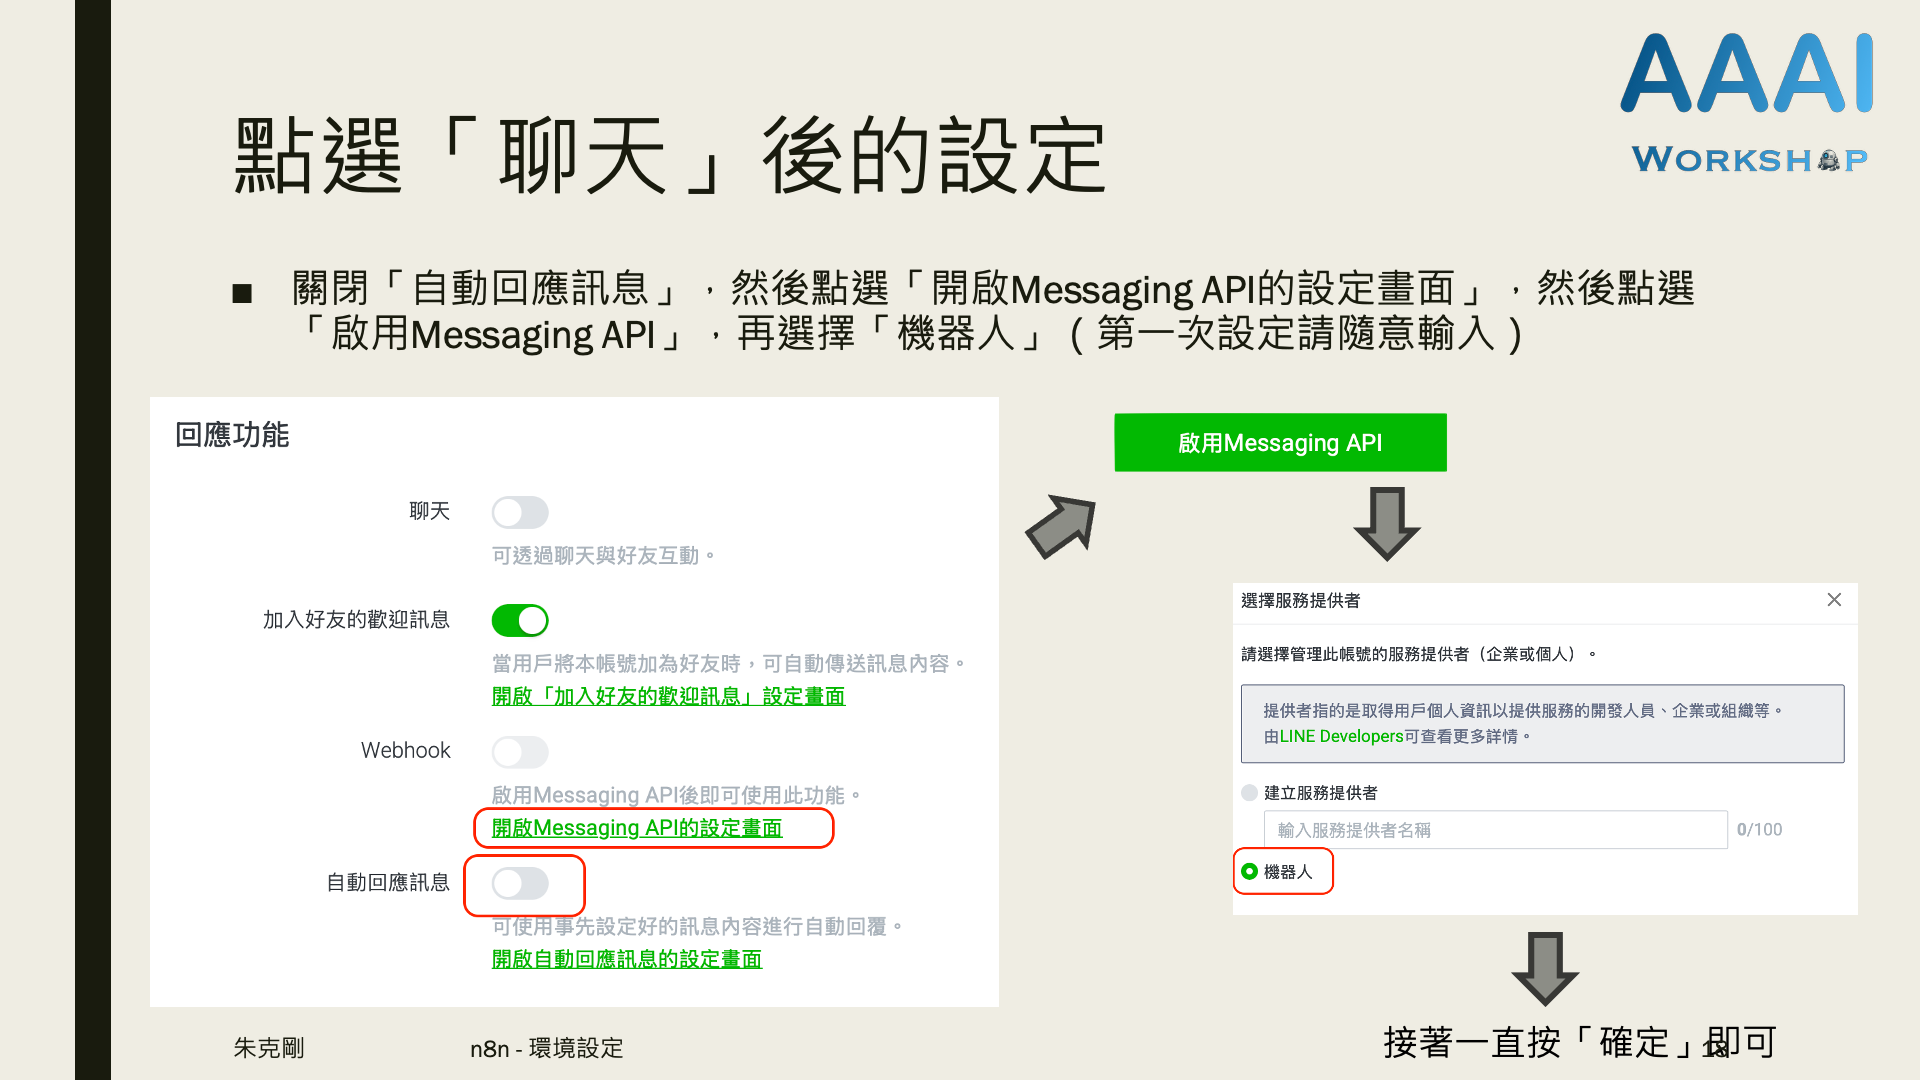 AAAI
WORKSHOP
點選「聊天」後的設定
■ 關閉「自動回應訊息」，然後點選「開啟Messaging API的設定畫面」，然後點選
「啟用Messaging API」，再選擇「機器人」(第一次設定請隨意輸入)
回應功能
聊天
可透過聊天與好友互動。
加入好友的歡迎訊息
當用戶將本帳號加為好友時，可自動傳送訊息內容。
開啟「加入好友的歡迎訊息」設定畫面
Webhook
啟用Messaging API後即可使用此功能。
開啟Messaging API的設定畫面
自動回應訊息
可使用事先設定好的訊息內容進行自動回覆。
開啟自動回應訊息的設定畫面
啟用Messaging API
選擇服務提供者
請選擇管理此帳號的服務提供者（企業或個人）。
提供者指的是取得用戶個人資訊以提供服務的開發人員、企業或組織等。
由LINE Developers可查看更多詳情。
建立服務提供者
輸入服務提供者名稱 0/100
機器人
接著一直按「確定」即可
朱克剛 n8n - 環境設定 18